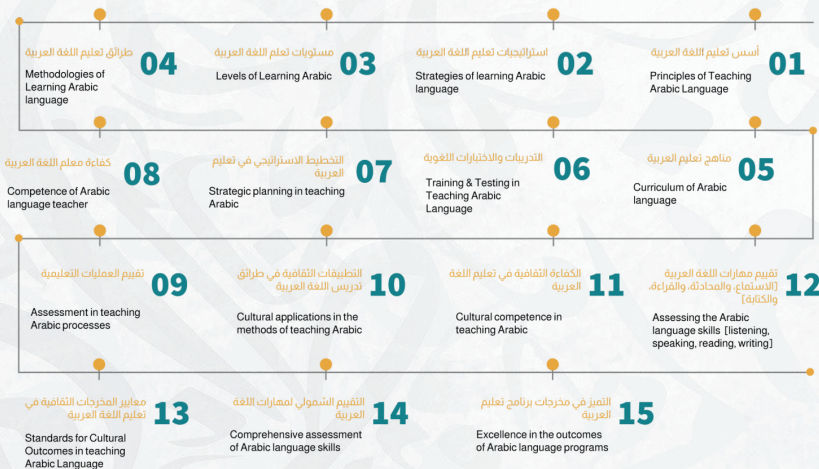 01
أسس تعليم اللغة العربية
Principles of Teaching
Arabic Language
02
استراتيجيات تعليم اللغة العربية
Strategies of learning Arabic
language
03
مستويات تعلم اللغة العربية
Levels of Learning Arabic
04
طرائق تعليم اللغة العربية
Methodologies of
Learning Arabic
language
05
مناهج تعليم العربية
Curriculum of Arabic
language
06
التدريبات والاختبارات اللغوية
Training & Testing in
Teaching Arabic
Language
07
التخطيط الاستراتيجي في تعليم
العربية
Strategic planning in teaching
Arabic
08
كفاءة معلم اللغة العربية
Competence of Arabic
language teacher
09
تقييم العمليات التعليمية
Assessment in teaching
Arabic processes
10
التطبيقات الثقافية في طرائق
تدريس اللغة العربية
Cultural applications in the
methods of teaching Arabic
11
الكفاءة الثقافية في تعليم اللغة
العربية
Cultural competence in
teaching Arabic
12
تقييم مهارات اللغة العربية
[الاستماع، والمحادثة، والقراءة،
والكتابة]
Assessing the Arabic
language skills [listening,
speaking, reading, writing]
13
معايير المخرجات الثقافية في
تعليم اللغة العربية
Standards for Cultural
Outcomes in teaching
Arabic Language
14
التقييم الشمولي لمهارات اللغة
العربية
Comprehensive assessment
of Arabic language skills
15
التميز في مخرجات برنامج تعليم
العربية
Excellence in the outcomes
of Arabic language programs